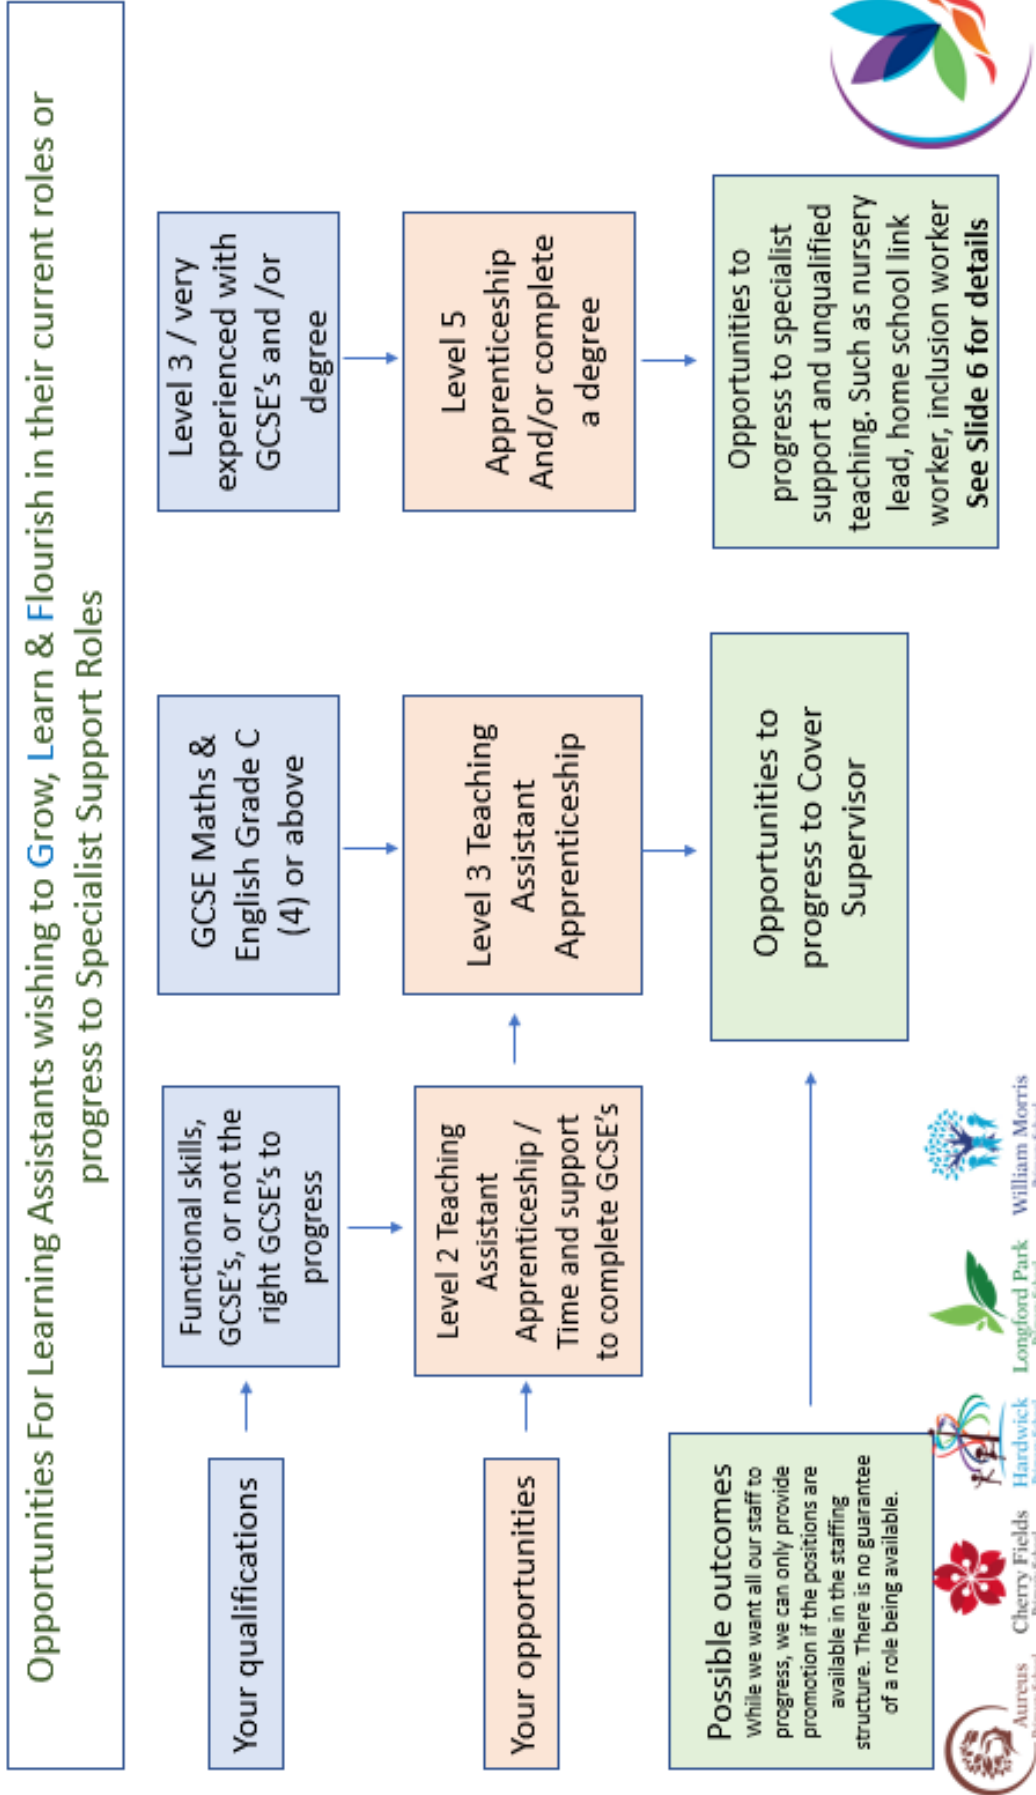 Opportunities For Learning Assistants wishing to Grow, Learn & Flourish in their current roles or
progress to Specialist Support Roles
Your qualifications
Functional skills,
GCSE's, or not the
right GCSE's to
progress
GCSE Maths &
English Grade C
(4) or above
Level 3 / very
experienced with
GCSE's and /or
degree
Your opportunities
Level 2 Teaching
Assistant
Apprenticeship /
Time and support
to complete GCSE's
Level 3 Teaching
Assistant
Apprenticeship
Level 5
Apprenticeship
And/or complete
a degree
Possible outcomes
While we want all our staff to
progress, we can only provide
promotion if the positions are
available in the staffing
structure. There is no guarantee
of a role being available.
Opportunities to
progress to Cover
Supervisor
Opportunities to
progress to specialist
support and unqualified
teaching. Such as nursery
lead, home school link
worker, inclusion worker
See Slide 6 for details
Aureus
Cherry Fields
Hardwick
Longford Park
William Morris